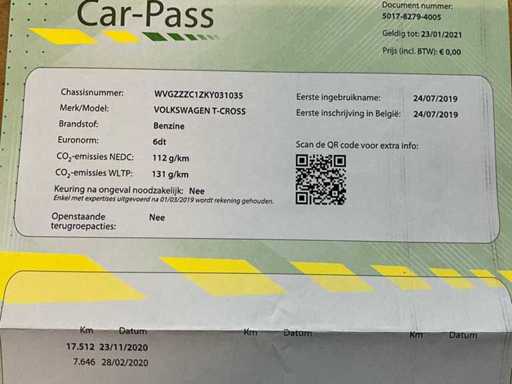 Car-Pass
Document nummer:
5017-8279-4005
Geldig tot: 23/01/2021
Prijs (incl. BTW): € 0,00
Chassisnummer: WVGZZZC1ZKY031035
Merk/Model: VOLKSWAGEN T-CROSS
Brandstof: Benzine
Euronorm: 6dt
CO₂-emissies NEDC: 112 g/km
CO₂-emissies WLTP: 131 g/km
Keuring na ongeval noodzakelijk: Nee
Enkel met expertises uitgevoerd na 01/03/2019 wordt rekening gehouden.
Openstaande Nee
terugroepacties:
Eerste ingebruikname: 24/07/2019
Eerste inschrijving in België: 24/07/2019
Scan de QR code voor extra info:
Km Datum Km Datum Km Datum
17.512 23/11/2020
7.646 28/02/2020